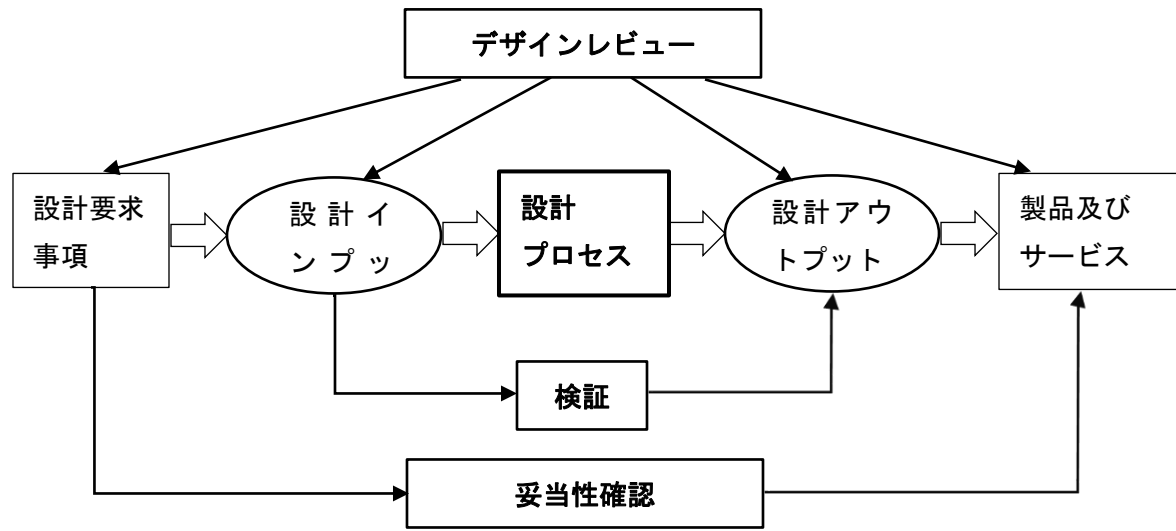 デザインレビュー
設計要求
事項
設計イ
ンプッ
設計
プロセス
設計アウ
トプット
製品及び
サービス
検証
妥当性確認